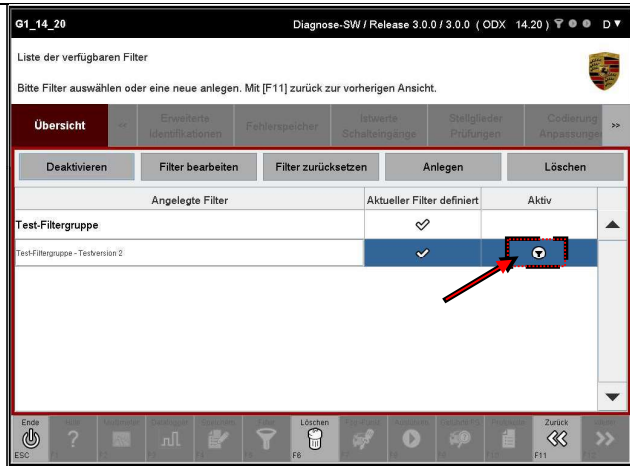 G1_14_20 Diagnose-SW / Release 3.0.0 / 3.0.0 ( ODX 14.20 ) D
Liste der verfügbaren Filter
Bitte Filter auswählen oder eine neue anlegen. Mit [F11] zurück zur vorherigen Ansicht.
Übersicht << Erweiterte Identifikationen Fehlerspeicher Istwerte Schalteingänge Stellglieder Prüfungen Codierung Anpassungen >>
Deaktivieren Filter bearbeiten Filter zurücksetzen Anlegen Löschen
Angelegte Filter Aktueller Filter definiert Aktiv
Test-Filtergruppe
Test-Filtergruppe - Testversion 2
Ende Filter Löschen Zurück
ESC F6 F11